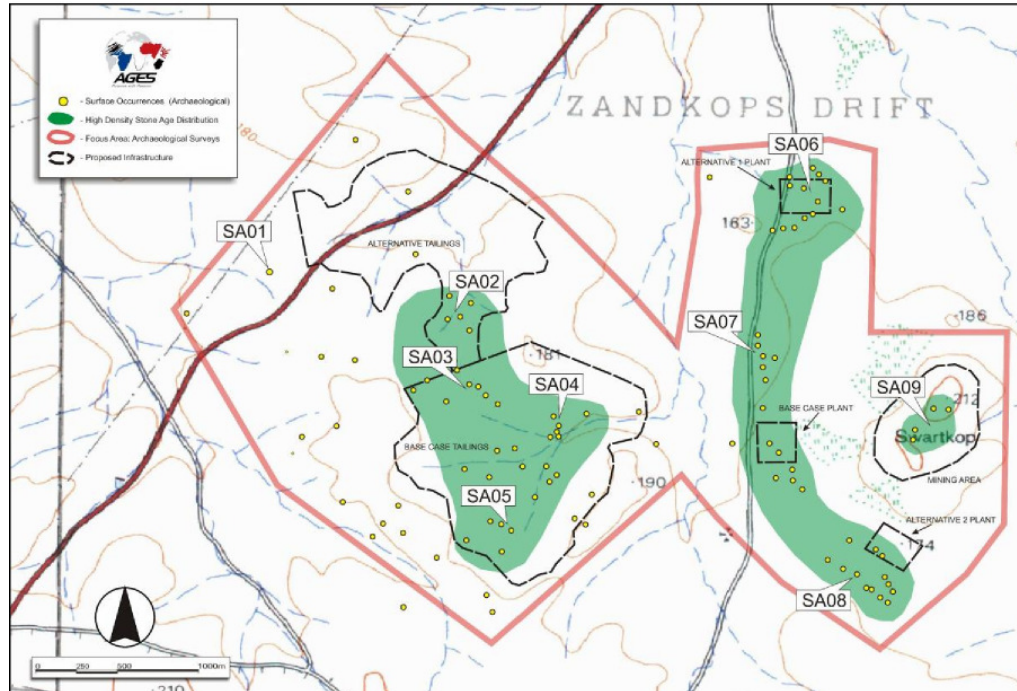 AGES
- Surface Occurrences (Archaeological)
- High Density Stone Age Distribution
- Focus Area: Archaeological Surveys
- Proposed Infrastructure
180
ZANDKOPS DRIFT
SA06
ALTERNATIVE 1 PLANT
163
SA01
ALTERNATIVE TAILINGS
SA02
186
SA07
181
SA03
SA04
SA09
212
BASE CASE PLANT
Swartkop
BASE CASE TAILINGS
MINING AREA
190
SA05
ALTERNATIVE 2 PLANT
174
SA08
0 250 500 1000m
210